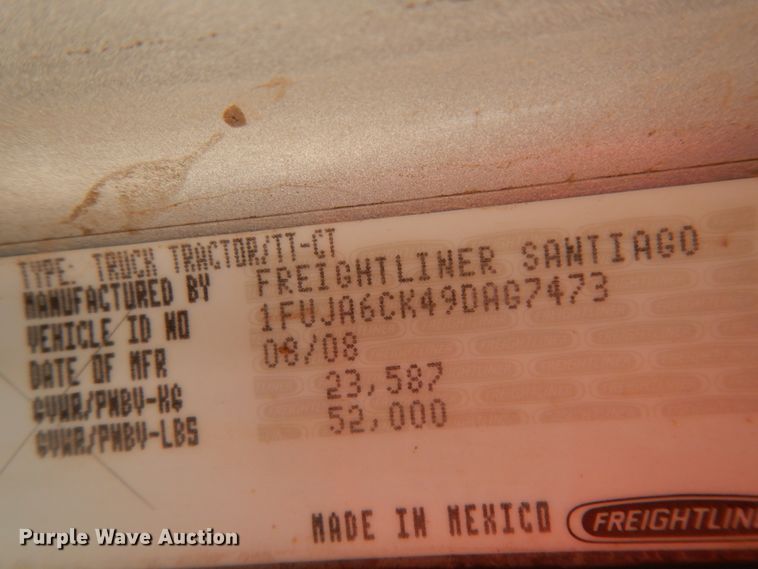 TYPE: TRUCK TRACTOR/TT-CT
MANUFACTURED BY FREIGHTLINER SANTIAGO
VEHICLE ID NO 1FUJA6CK49DAG7473
DATE OF MFR 08/08
GVWR/PNBV-KG 23,587
GVWR/PNBV-LBS 52,000
MADE IN MEXICO FREIGHTLIN
Purple Wave Auction